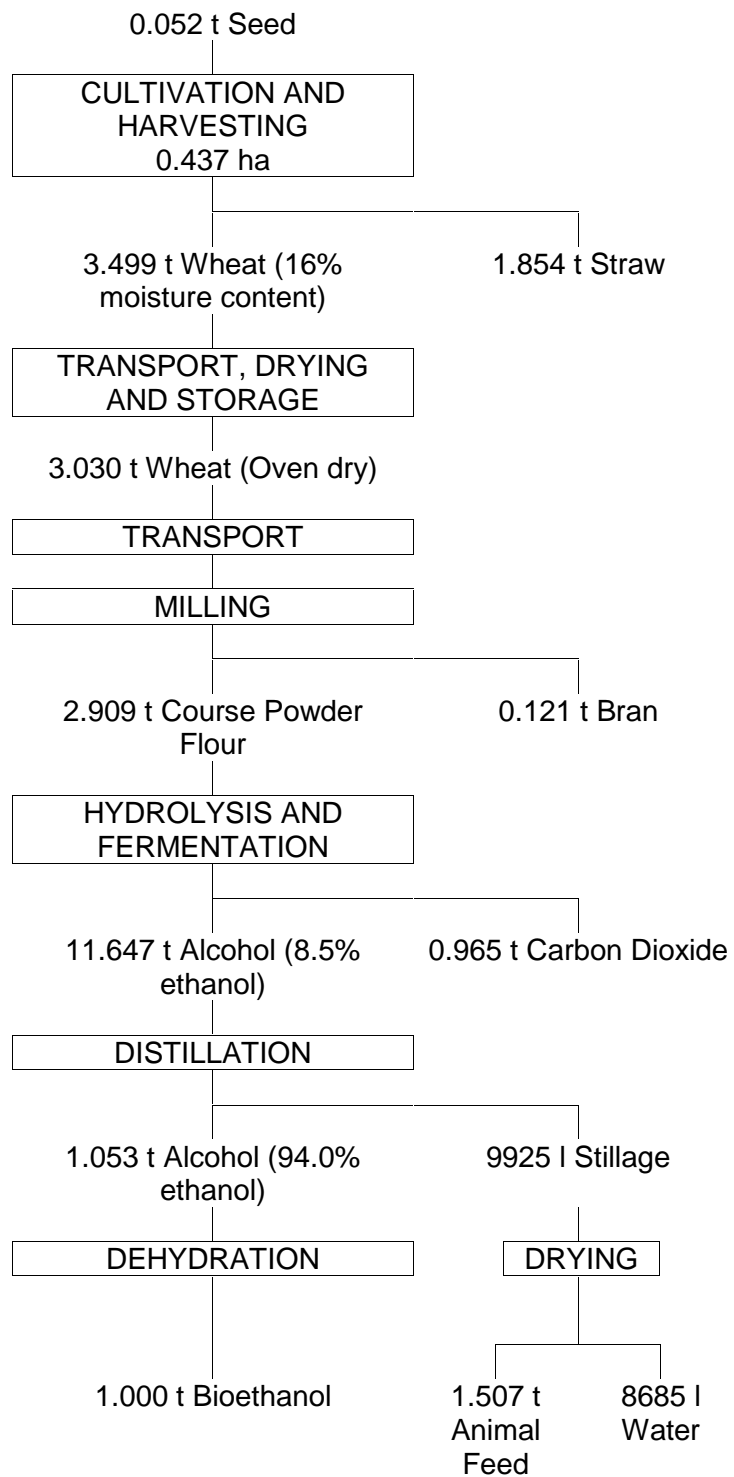 0.052 t Seed
CULTIVATION AND
HARVESTING
0.437 ha
3.499 t Wheat (16%
moisture content)
1.854 t Straw
TRANSPORT, DRYING
AND STORAGE
3.030 t Wheat (Oven dry)
TRANSPORT
MILLING
2.909 t Course Powder
Flour
0.121 t Bran
HYDROLYSIS AND
FERMENTATION
11.647 t Alcohol (8.5%
ethanol)
0.965 t Carbon Dioxide
DISTILLATION
1.053 t Alcohol (94.0%
ethanol)
9925 l Stillage
DEHYDRATION
DRYING
1.000 t Bioethanol
1.507 t
Animal
Feed
8685 l
Water